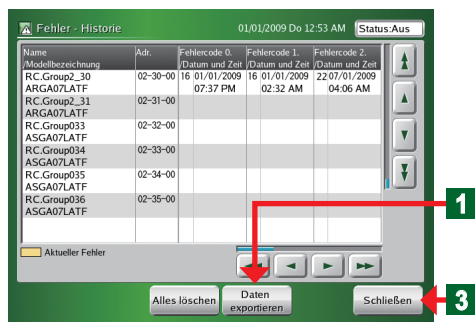 Fehler - Historie 01/01/2009 Do 12:53 AM Status:Aus
Name Adr. Fehlercode 0. Fehlercode 1. Fehlercode 2.
/Modellbezeichnung /Datum und Zeit /Datum und Zeit /Datum und Zeit
RC.Group2_30 02-30-00 16 01/01/2009 16 01/01/2009 22 07/01/2009
ARGA07LATF 07:37 PM 02:32 AM 04:06 AM
RC.Group2_31 02-31-00
ARGA07LATF
RC.Group033 02-32-00
ASGA07LATF
RC.Group034 02-33-00
ASGA07LATF
RC.Group035 02-34-00
ASGA07LATF
RC.Group036 02-35-00
ASGA07LATF
1
Aktueller Fehler
Alles löschen Daten exportieren Schließen 3